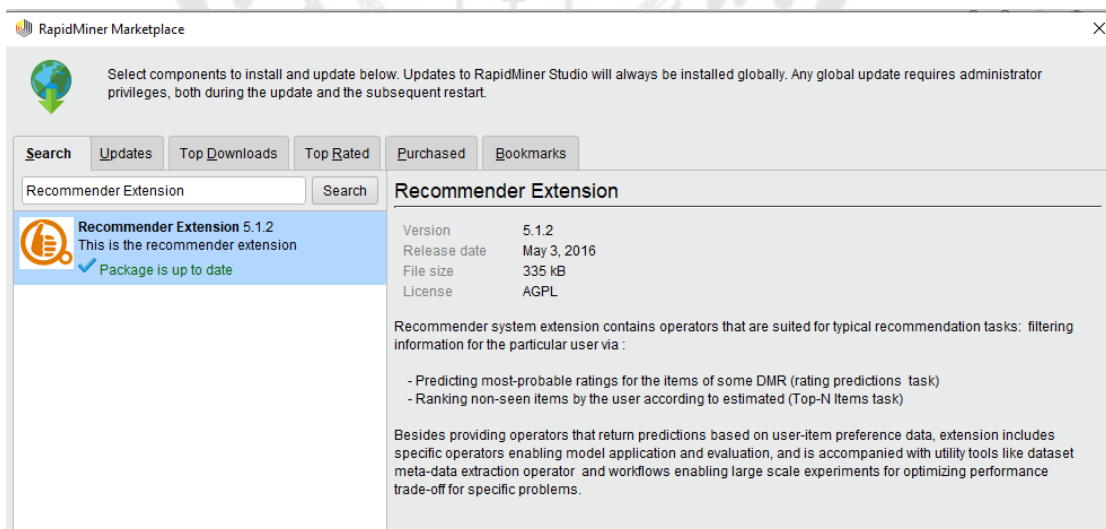 RapidMiner Marketplace
Select components to install and update below. Updates to RapidMiner Studio will always be installed globally. Any global update requires administrator
privileges, both during the update and the subsequent restart.
Search Updates Top Downloads Top Rated Purchased Bookmarks
Recommender Extension Search
Recommender Extension 5.1.2
This is the recommender extension
Package is up to date
Recommender Extension
Version 5.1.2
Release date May 3, 2016
File size 335 kB
License AGPL
Recommender system extension contains operators that are suited for typical recommendation tasks: filtering
information for the particular user via :
- Predicting most-probable ratings for the items of some DMR (rating predictions task)
- Ranking non-seen items by the user according to estimated (Top-N Items task)
Besides providing operators that return predictions based on user-item preference data, extension includes
specific operators enabling model application and evaluation, and is accompanied with utility tools like dataset
meta-data extraction operator and workflows enabling large scale experiments for optimizing performance
trade-off for specific problems.